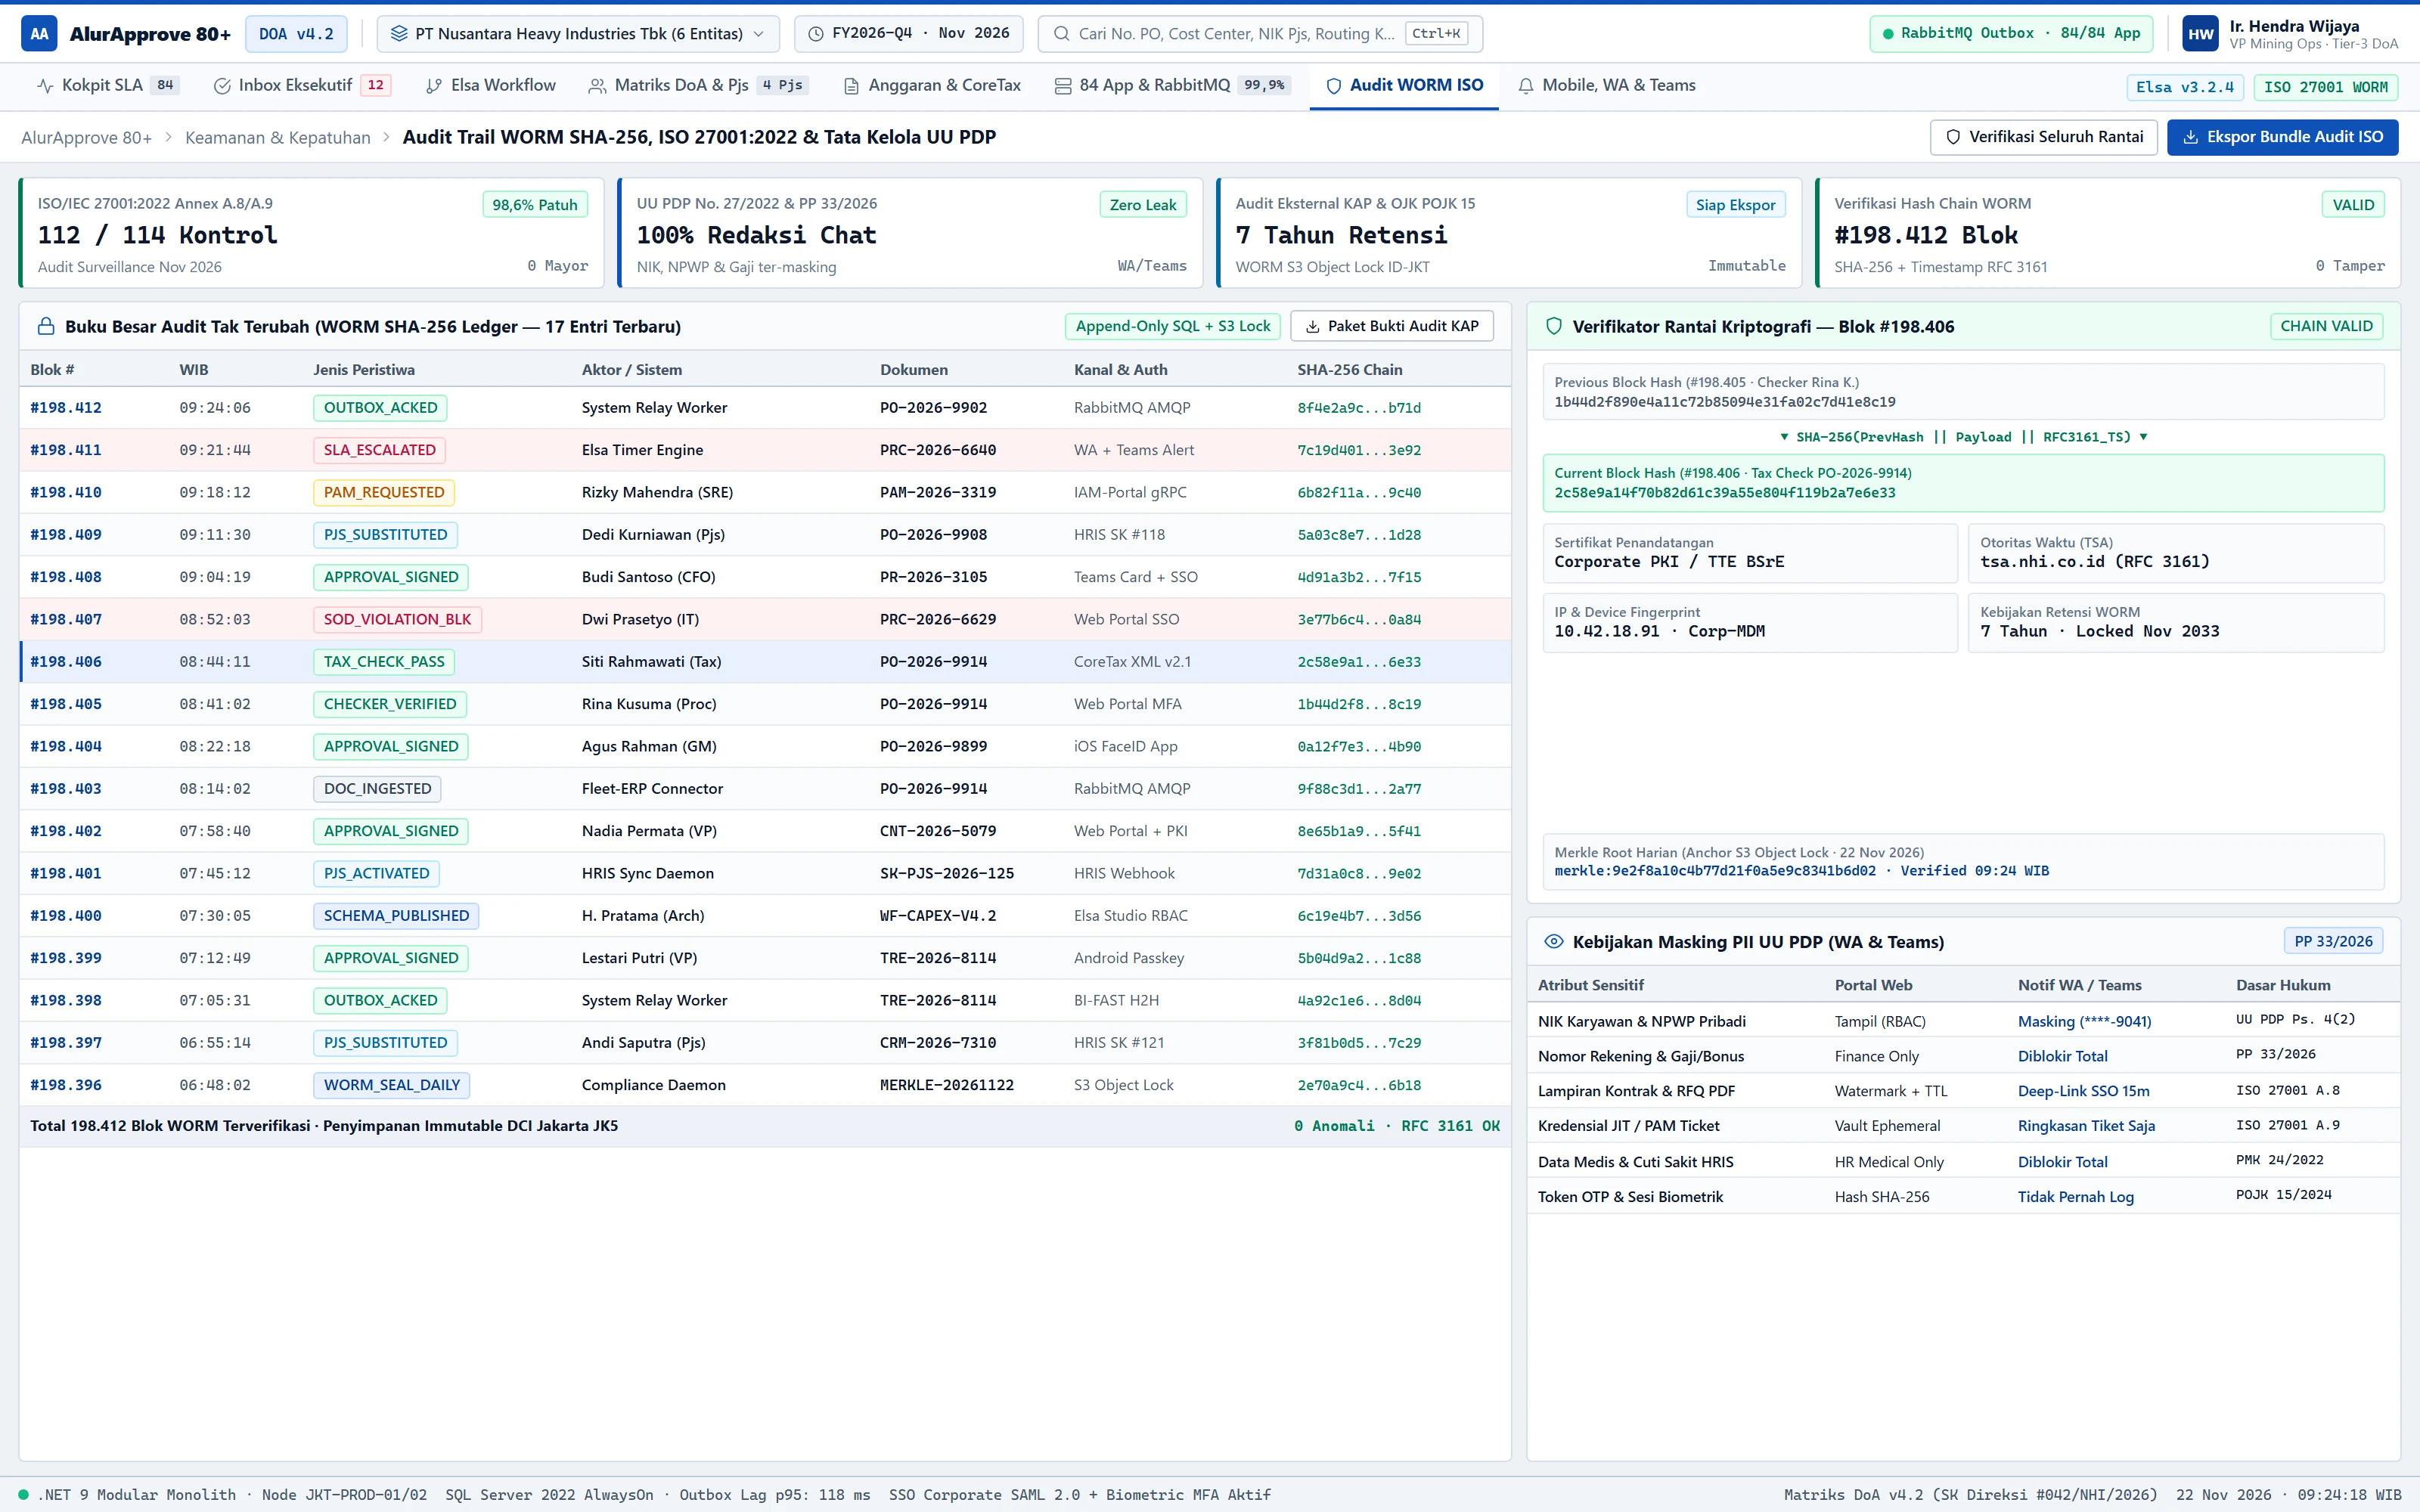 AA AlurApprove 80+ DOA v4.2 PT Nusantara Heavy Industries Tbk (6 Entitas) FY2026-Q4 · Nov 2026 Cari No. PO, Cost Center, NIK Pjs, Routing K... Ctrl+K RabbitMQ Outbox · 84/84 App HW Ir. Hendra Wijaya
VP Mining Ops · Tier-3 DoA
Kokpit SLA 84 Inbox Eksekutif 12 Elsa Workflow Matriks DoA & Pjs 4 Pjs Anggaran & CoreTax 84 App & RabbitMQ 99,9% Audit WORM ISO Mobile, WA & Teams Elsa v3.2.4 ISO 27001 WORM
AlurApprove 80+ > Keamanan & Kepatuhan > Audit Trail WORM SHA-256, ISO 27001:2022 & Tata Kelola UU PDP Verifikasi Seluruh Rantai Ekspor Bundle Audit ISO
ISO/IEC 27001:2022 Annex A.8/A.9 98,6% Patuh
112 / 114 Kontrol
Audit Surveillance Nov 2026 0 Mayor
UU PDP No. 27/2022 & PP 33/2026 Zero Leak
100% Redaksi Chat
NIK, NPWP & Gaji ter-masking WA/Teams
Audit Eksternal KAP & OJK POJK 15 Siap Ekspor
7 Tahun Retensi
WORM S3 Object Lock ID-JKT Immutable
Verifikasi Hash Chain WORM VALID
#198.412 Blok
SHA-256 + Timestamp RFC 3161 0 Tamper
Buku Besar Audit Tak Terubah (WORM SHA-256 Ledger — 17 Entri Terbaru) Append-Only SQL + S3 Lock Paket Bukti Audit KAP
Blok # WIB Jenis Peristiwa Aktor / Sistem Dokumen Kanal & Auth SHA-256 Chain
#198.412 09:24:06 OUTBOX_ACKED System Relay Worker PO-2026-9902 RabbitMQ AMQP 8f4e2a9c...b71d
#198.411 09:21:44 SLA_ESCALATED Elsa Timer Engine PRC-2026-6640 WA + Teams Alert 7c19d401...3e92
#198.410 09:18:12 PAM_REQUESTED Rizky Mahendra (SRE) PAM-2026-3319 IAM-Portal gRPC 6b82f11a...9c40
#198.409 09:11:30 PJS_SUBSTITUTED Dedi Kurniawan (Pjs) PO-2026-9908 HRIS SK #118 5a03c8e7...1d28
#198.408 09:04:19 APPROVAL_SIGNED Budi Santoso (CFO) PR-2026-3105 Teams Card + SSO 4d91a3b2...7f15
#198.407 08:52:03 SOD_VIOLATION_BLK Dwi Prasetyo (IT) PRC-2026-6629 Web Portal SSO 3e77b6c4...0a84
#198.406 08:44:11 TAX_CHECK_PASS Siti Rahmawati (Tax) PO-2026-9914 CoreTax XML v2.1 2c58e9a1...6e33
#198.405 08:41:02 CHECKER_VERIFIED Rina Kusuma (Proc) PO-2026-9914 Web Portal MFA 1b44d2f8...8c19
#198.404 08:22:18 APPROVAL_SIGNED Agus Rahman (GM) PO-2026-9899 iOS FaceID App 0a12f7e3...4b90
#198.403 08:14:02 DOC_INGESTED Fleet-ERP Connector PO-2026-9914 RabbitMQ AMQP 9f88c3d1...2a77
#198.402 07:58:40 APPROVAL_SIGNED Nadia Permata (VP) CNT-2026-5079 Web Portal + PKI 8e65b1a9...5f41
#198.401 07:45:12 PJS_ACTIVATED HRIS Sync Daemon SK-PJS-2026-125 HRIS Webhook 7d31a0c8...9e02
#198.400 07:30:05 SCHEMA_PUBLISHED H. Pratama (Arch) WF-CAPEX-V4.2 Elsa Studio RBAC 6c19e4b7...3d56
#198.399 07:12:49 APPROVAL_SIGNED Lestari Putri (VP) TRE-2026-8114 Android Passkey 5b04d9a2...1c88
#198.398 07:05:31 OUTBOX_ACKED System Relay Worker TRE-2026-8114 BI-FAST H2H 4a92c1e6...8d04
#198.397 06:55:14 PJS_SUBSTITUTED Andi Saputra (Pjs) CRM-2026-7310 HRIS SK #121 3f81b0d5...7c29
#198.396 06:48:02 WORM_SEAL_DAILY Compliance Daemon MERKLE-20261122 S3 Object Lock 2e70a9c4...6b18
Total 198.412 Blok WORM Terverifikasi · Penyimpanan Immutable DCI Jakarta JK5 0 Anomali · RFC 3161 OK
Verifikator Rantai Kriptografi — Blok #198.406 CHAIN VALID
Previous Block Hash (#198.405 · Checker Rina K.)
1b44d2f890e4a11c72b85094e31fa02c7d41e8c19
▼ SHA-256(PrevHash || Payload || RFC3161_TS) ▼
Current Block Hash (#198.406 · Tax Check PO-2026-9914)
2c58e9a14f70b82d61c39a55e804f119b2a7e6e33
Sertifikat Penandatangan
Corporate PKI / TTE BSrE
Otoritas Waktu (TSA)
tsa.nhi.co.id (RFC 3161)
IP & Device Fingerprint
10.42.18.91 · Corp-MDM
Kebijakan Retensi WORM
7 Tahun · Locked Nov 2033
Merkle Root Harian (Anchor S3 Object Lock · 22 Nov 2026)
merkle:9e2f8a10c4b77d21f0a5e9c8341b6d02 · Verified 09:24 WIB
Kebijakan Masking PII UU PDP (WA & Teams) PP 33/2026
Atribut Sensitif Portal Web Notif WA / Teams Dasar Hukum
NIK Karyawan & NPWP Pribadi Tampil (RBAC) Masking (****-9041) UU PDP Ps. 4(2)
Nomor Rekening & Gaji/Bonus Finance Only Diblokir Total PP 33/2026
Lampiran Kontrak & RFQ PDF Watermark + TTL Deep-Link SSO 15m ISO 27001 A.8
Kredensial JIT / PAM Ticket Vault Ephemeral Ringkasan Tiket Saja ISO 27001 A.9
Data Medis & Cuti Sakit HRIS HR Medical Only Diblokir Total PMK 24/2022
Token OTP & Sesi Biometrik Hash SHA-256 Tidak Pernah Log POJK 15/2024
.NET 9 Modular Monolith · Node JKT-PROD-01/02 SQL Server 2022 AlwaysOn · Outbox Lag p95: 118 ms SSO Corporate SAML 2.0 + Biometric MFA Aktif Matriks DoA v4.2 (SK Direksi #042/NHI/2026) 22 Nov 2026 · 09:24:18 WIB